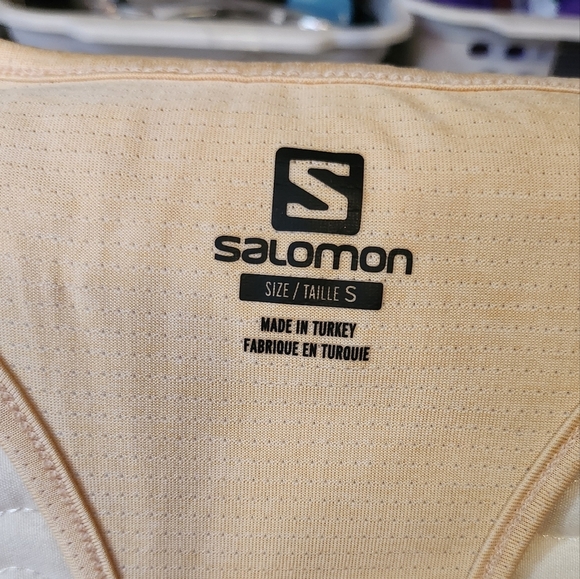 S
salomon
SIZE / TAILLE S
MADE IN TURKEY
FABRIQUE EN TURQUIE